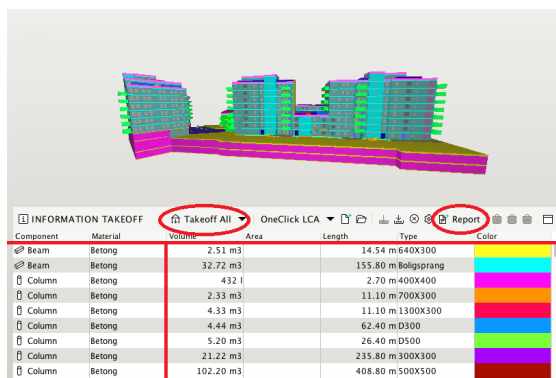 INFORMATION TAKEOFF Takeoff All OneClick LCA Report
Component Material Volume Area Length Type Color
Beam Betong 2.51 m3 14.54 m 640X300
Beam Betong 32.72 m3 155.80 m Boligsprang
Column Betong 432 l 2.70 m 400X400
Column Betong 2.33 m3 11.10 m 700X300
Column Betong 4.33 m3 11.10 m 1300X300
Column Betong 4.44 m3 62.40 m D300
Column Betong 5.20 m3 26.40 m D500
Column Betong 21.22 m3 235.80 m 300X300
Column Betong 102.20 m3 408.80 m 500X500